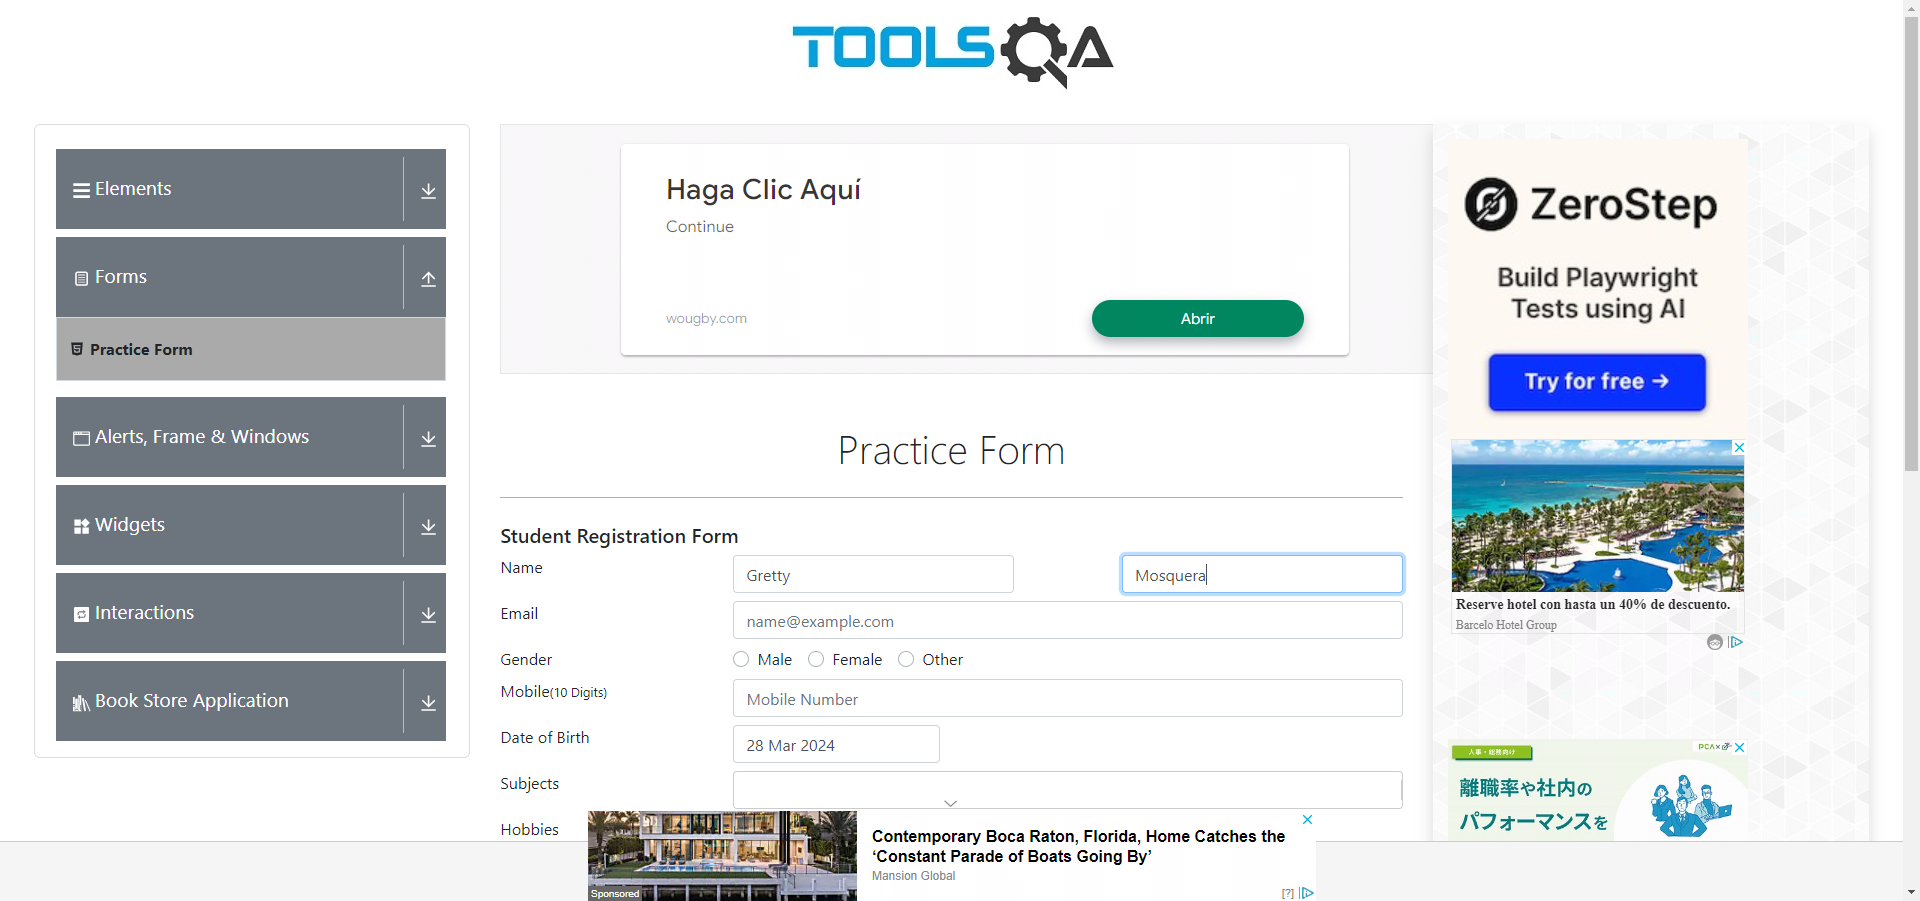 TOOLSQA
Elements
Forms
Practice Form
Alerts, Frame & Windows
Widgets
Interactions
Book Store Application
Haga Clic Aquí
Continue
wougby.com
Abrir
Practice Form
Student Registration Form
Name
Gretty
Mosquera
Email
name@example.com
Gender
Male
Female
Other
Mobile(10 Digits)
Mobile Number
Date of Birth
28 Mar 2024
Subjects
Hobbies
ZeroStep
Build Playwright
Tests using AI
Try for free →
Reserve hotel con hasta un 40% de descuento.
Barcelo Hotel Group
人事・総務向け
PCA×
離職率や社内の
パフォーマンスを
Contemporary Boca Raton, Florida, Home Catches the
‘Constant Parade of Boats Going By’
Mansion Global
Sponsored
[?]